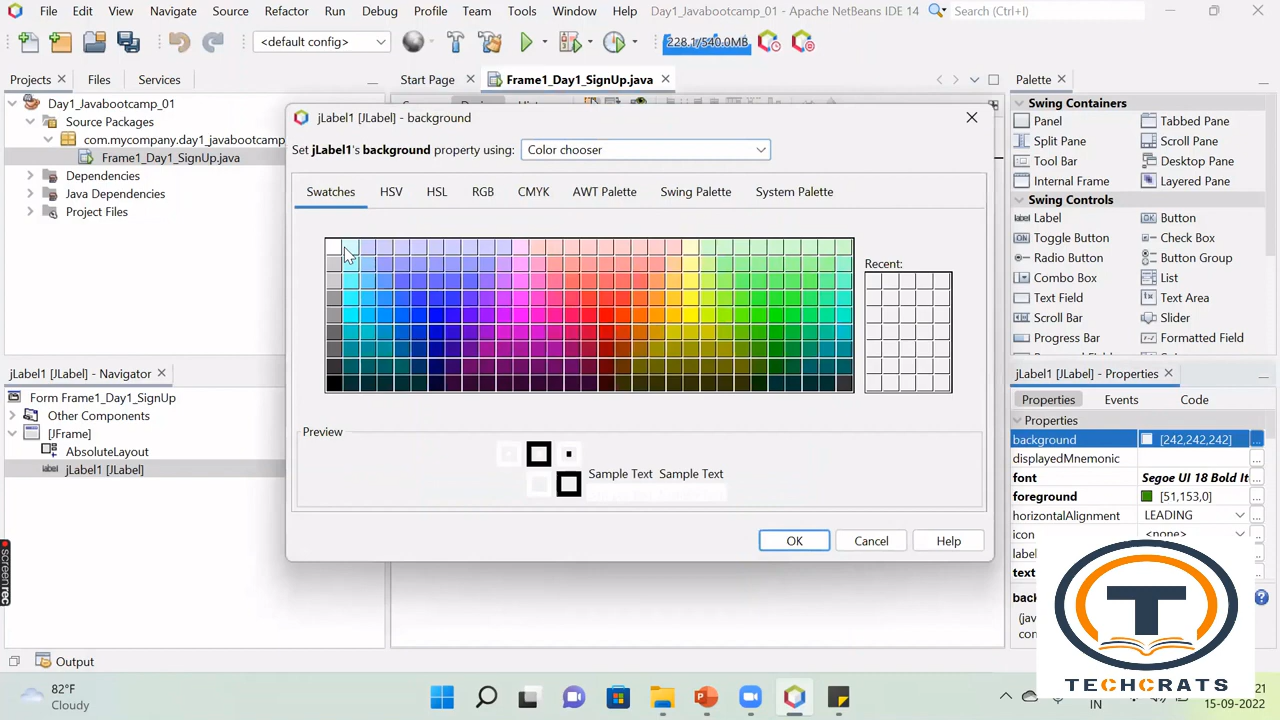 File Edit View Navigate Source Refactor Run Debug Profile Team Tools Window Help Day1_Javabootcamp_01 - Apache NetBeans IDE 14 Search (Ctrl+I)
<default config> 228.1/540.0MB
Projects Files Services
Start Page Frame1_Day1_SignUp.java
Palette
Day1_Javabootcamp_01
Source Packages
com.mycompany.day1_javabootcamp
Frame1_Day1_SignUp.java
Dependencies
Java Dependencies
Project Files
jLabel1 [JLabel] - background
Set jLabel1's background property using: Color chooser
Swatches HSV HSL RGB CMYK AWT Palette Swing Palette System Palette
Recent:
Preview
Sample Text Sample Text
OK Cancel Help
Swing Containers
Panel Tabbed Pane
Split Pane Scroll Pane
Tool Bar Desktop Pane
Internal Frame Layered Pane
Swing Controls
Label Button
Toggle Button Check Box
Radio Button Button Group
Combo Box List
Text Field Text Area
Scroll Bar Slider
Progress Bar Formatted Field
jLabel1 [JLabel] - Navigator
Form Frame1_Day1_SignUp
Other Components
[JFrame]
AbsoluteLayout
jLabel1 [JLabel]
jLabel1 [JLabel] - Properties
Properties Events Code
Properties
background [242,242,242] ...
displayedMnemonic ...
font Segoe UI 18 Bold It ...
foreground [51,153,0] ...
horizontalAlignment LEADING ...
icon <none> ...
label
text
bac
(jav
con
T
TECHCRATS
screenrec
Output
82°F
Cloudy
IN
21
15-09-2022